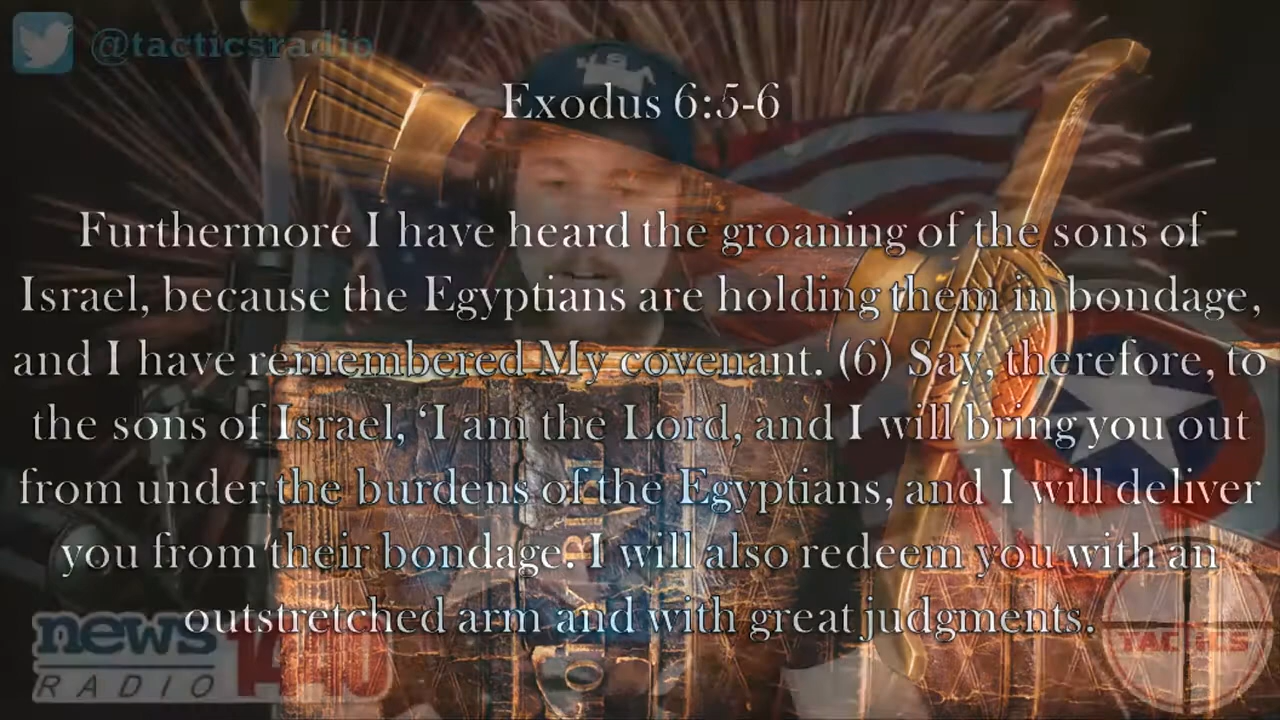 @tacticsradio
Exodus 6:5-6
Furthermore I have heard the groaning of the sons of
Israel, because the Egyptians are holding them in bondage,
and I have remembered My covenant. (6) Say, therefore, to
the sons of Israel, ‘I am the Lord, and I will bring you out
from under the burdens of the Egyptians, and I will deliver
you from their bondage. I will also redeem you with an
outstretched arm and with great judgments.
news
RADIO 1440
TACTICS